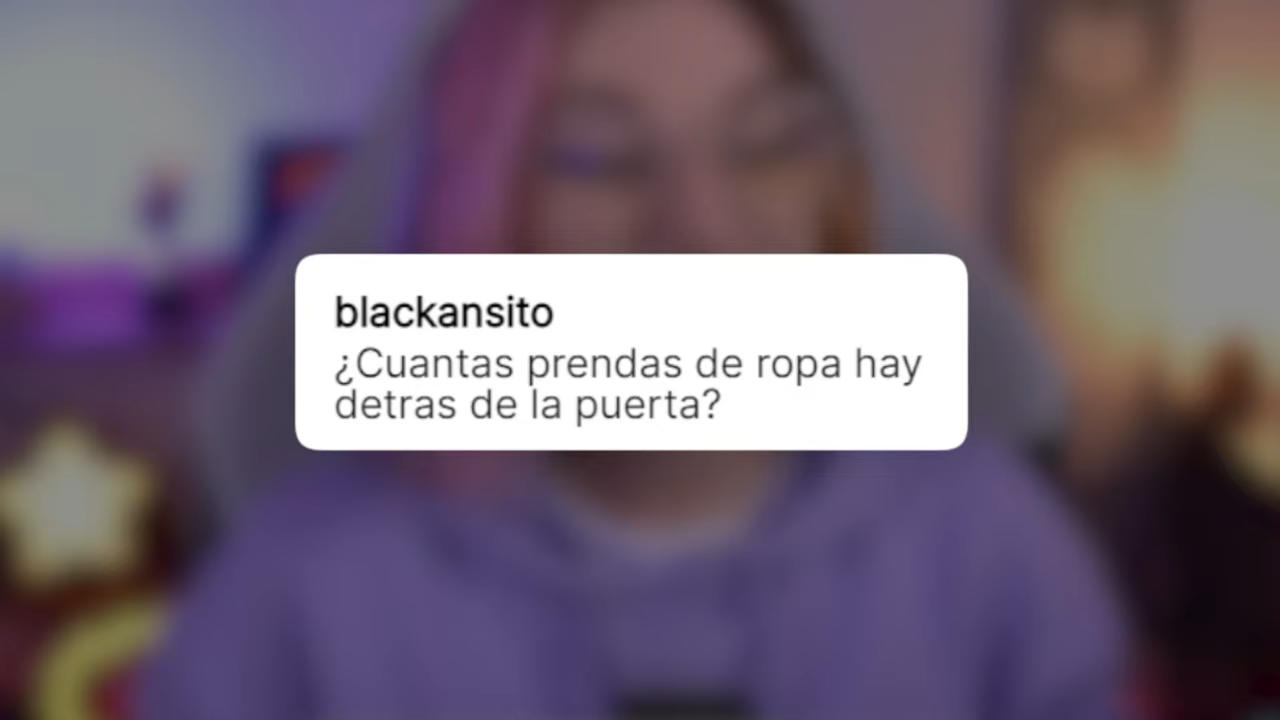 blackansito
¿Cuantas prendas de ropa hay
detras de la puerta?